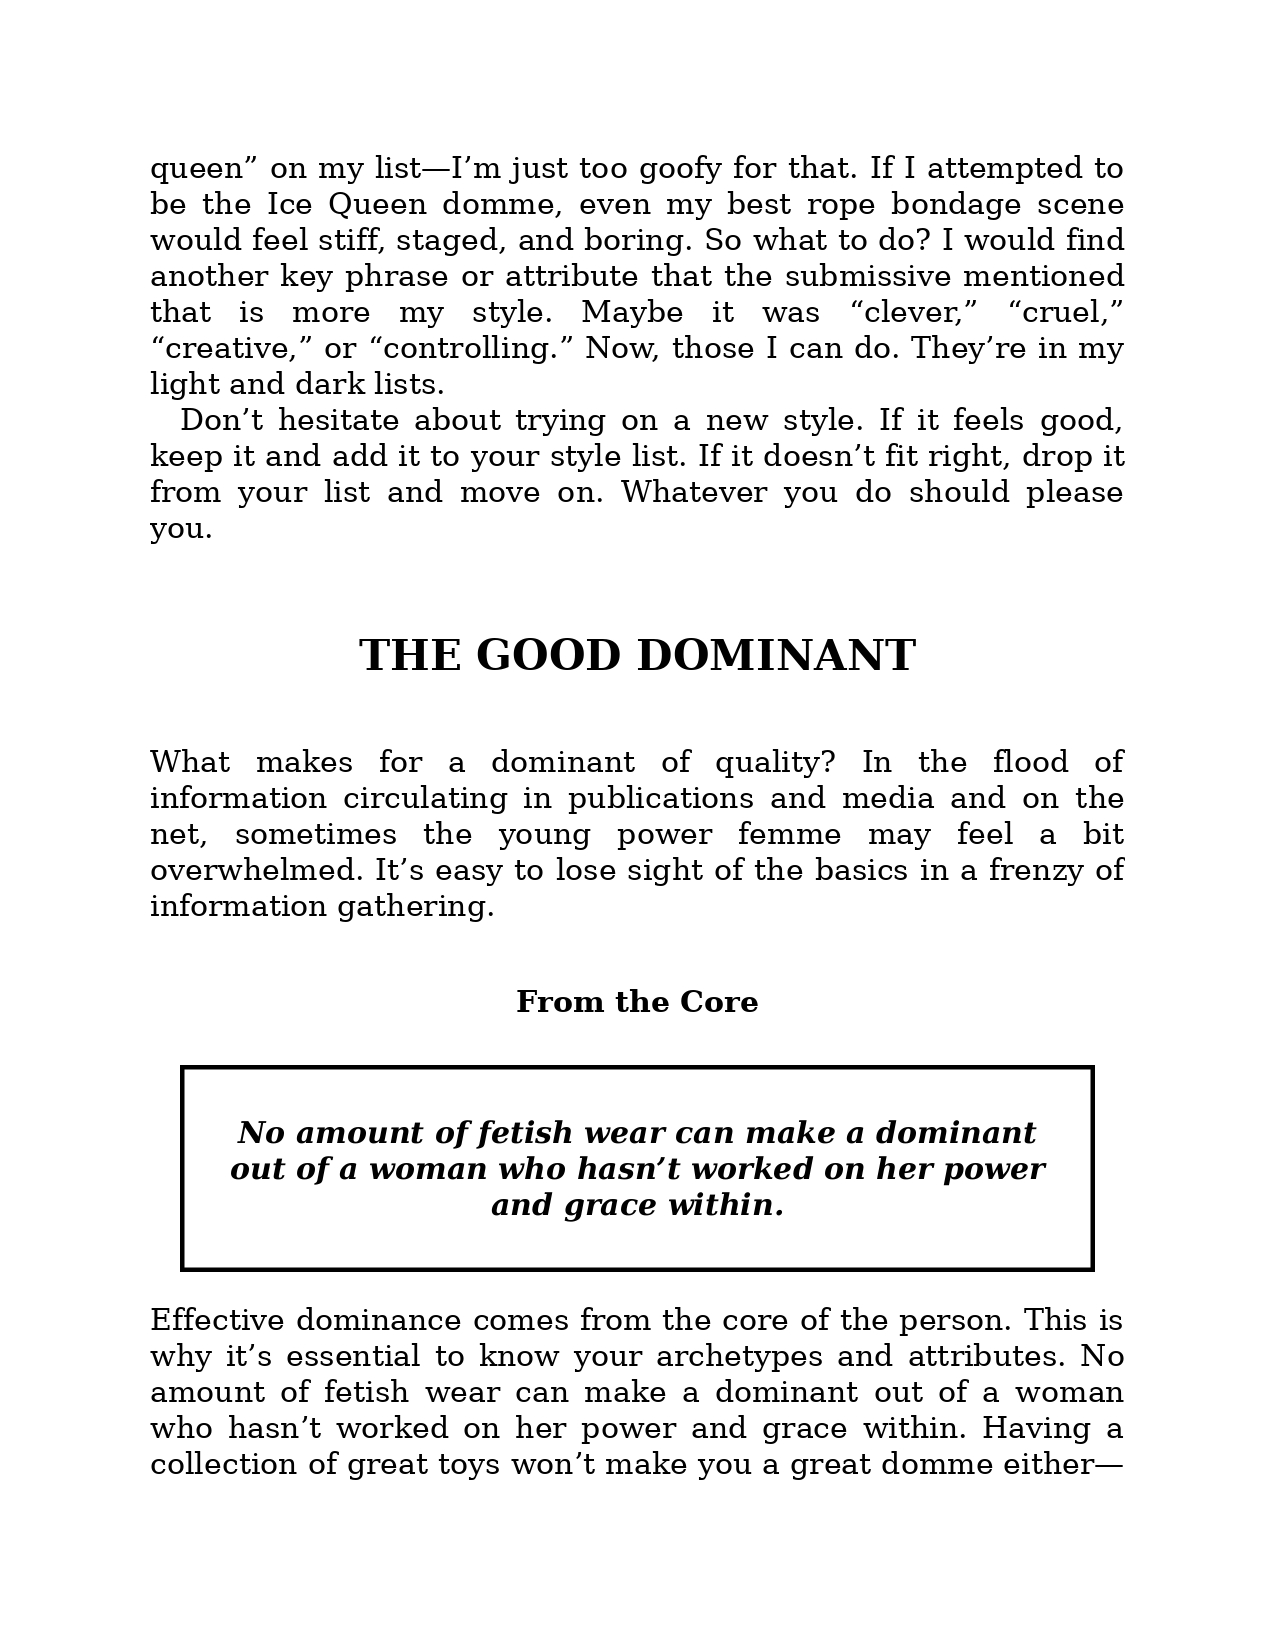 queen” on my list—I’m just too goofy for that. If I attempted to
be the Ice Queen domme, even my best rope bondage scene
would feel stiff, staged, and boring. So what to do? I would find
another key phrase or attribute that the submissive mentioned
that is more my style. Maybe it was “clever,” “cruel,”
“creative,” or “controlling.” Now, those I can do. They’re in my
light and dark lists.
Don’t hesitate about trying on a new style. If it feels good,
keep it and add it to your style list. If it doesn’t fit right, drop it
from your list and move on. Whatever you do should please
you.
THE GOOD DOMINANT
What makes for a dominant of quality? In the flood of
information circulating in publications and media and on the
net, sometimes the young power femme may feel a bit
overwhelmed. It’s easy to lose sight of the basics in a frenzy of
information gathering.
From the Core
No amount of fetish wear can make a dominant
out of a woman who hasn’t worked on her power
and grace within.
Effective dominance comes from the core of the person. This is
why it’s essential to know your archetypes and attributes. No
amount of fetish wear can make a dominant out of a woman
who hasn’t worked on her power and grace within. Having a
collection of great toys won’t make you a great domme either—